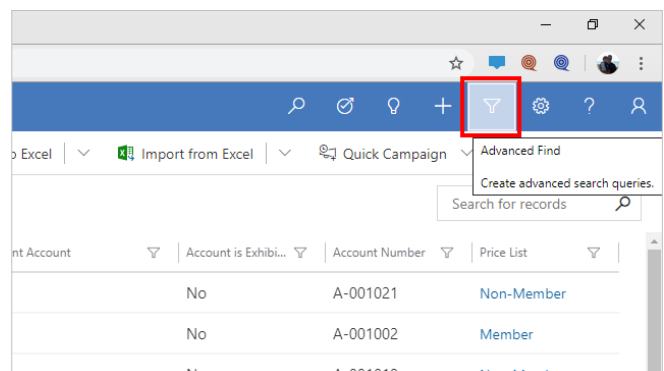 o Excel Import from Excel Quick Campaign
Advanced Find
Create advanced search queries.
Search for records
nt Account Account is Exhibi... Account Number Price List
No A-001021 Non-Member
No A-001002 Member